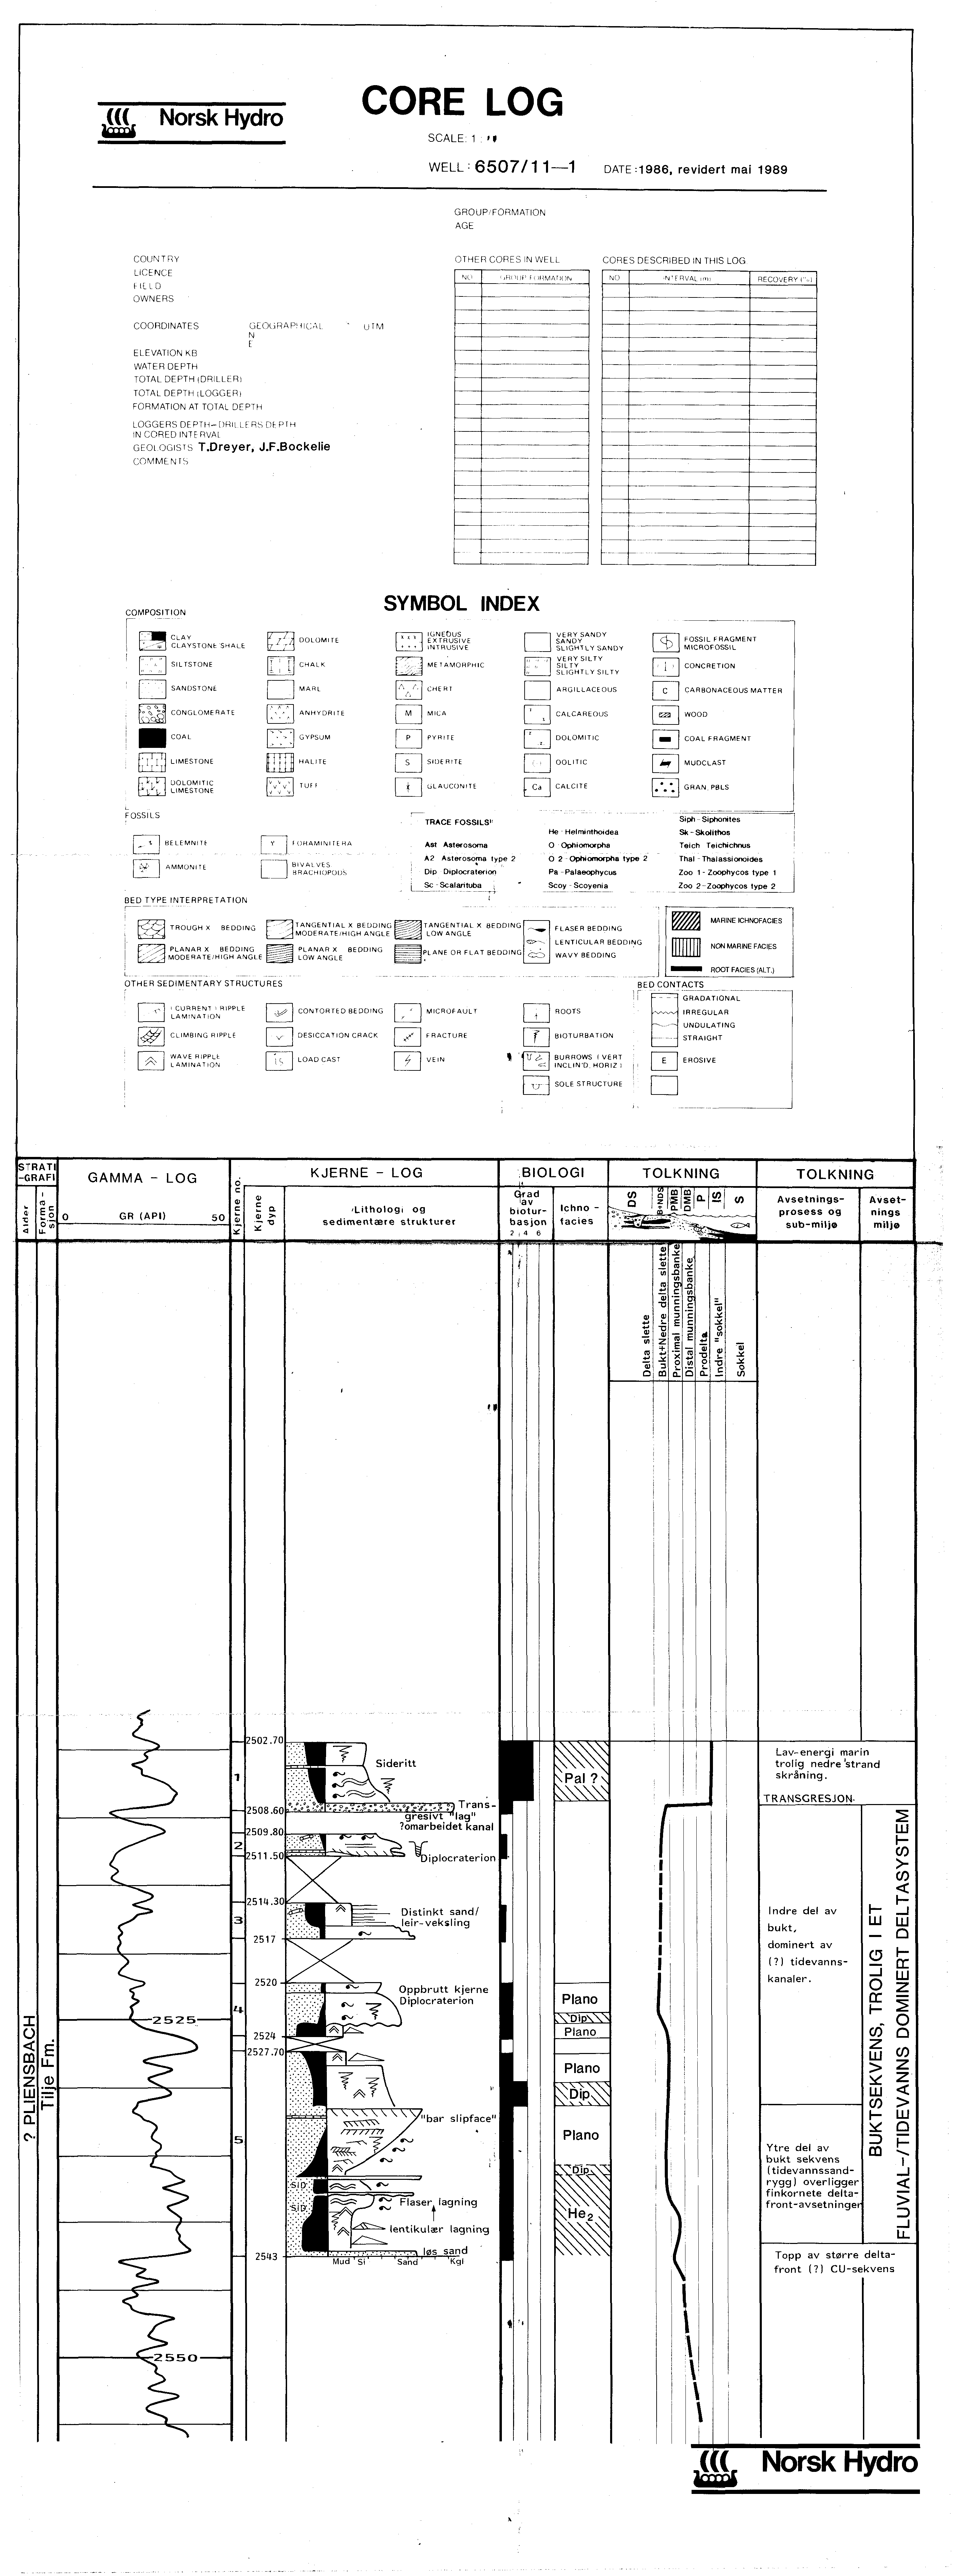 CORE LOG
Norsk Hydro
SCALE: 1 :
WELL : 6507/11—1
DATE :1986, revidert mai 1989
GROUP/FORMATION
AGE
COUNTRY
LICENCE
FIELD
OWNERS
COORDINATES
GEOGRAPHICAL
UTM
N
E
ELEVATION KB
WATER DEPTH
TOTAL DEPTH (DRILLER)
TOTAL DEPTH (LOGGER)
FORMATION AT TOTAL DEPTH
LOGGERS DEPTH—DRILLERS DEPTH
IN CORED INTERVAL
GEOLOGISTS T.Dreyer, J.F.Bockelie
COMMENTS
OTHER CORES IN WELL
NO
GROUP FORMATION
CORES DESCRIBED IN THIS LOG
NO
INTERVAL (m)
RECOVERY (%)
SYMBOL INDEX
COMPOSITION
CLAY
CLAYSTONE SHALE
SILTSTONE
SANDSTONE
CONGLOMERATE
COAL
LIMESTONE
DOLOMITIC
LIMESTONE
DOLOMITE
CHALK
MARL
ANHYDRITE
GYPSUM
HALITE
TUFF
IGNEOUS
EXTRUSIVE
INTRUSIVE
METAMORPHIC
CHERT
M MICA
P PYRITE
S SIDERITE
GLAUCONITE
VERY SANDY
SANDY
SLIGHTLY SANDY
VERY SILTY
SILTY
SLIGHTLY SILTY
ARGILLACEOUS
CALCAREOUS
DOLOMITIC
OOLITIC
Ca CALCITE
FOSSIL FRAGMENT
MICROFOSSIL
CONCRETION
C CARBONACEOUS MATTER
WOOD
COAL FRAGMENT
MUDCLAST
GRAN, PBLS
FOSSILS
BELEMNITE
AMMONITE
FORAMINIFERA
BIVALVES
BRACHIOPODS
TRACE FOSSILS
Ast Asterosoma
A2 Asterosoma type 2
Dip Diplocraterion
Sc - Scalarituba
He - Helminthoidea
O Ophiomorpha
O 2 - Ophiomorpha type 2
Pa - Palaeophycus
Scoy - Scoyenia
Siph - Siphonites
Sk - Skolithos
Teich Teichichnus
Thal - Thalassionoides
Zoo 1 - Zoophycos type 1
Zoo 2 - Zoophycos type 2
BED TYPE INTERPRETATION
TROUGH X BEDDING
PLANAR X BEDDING
MODERATE/HIGH ANGLE
TANGENTIAL X BEDDING
MODERATE/HIGH ANGLE
PLANAR X BEDDING
LOW ANGLE
TANGENTIAL X BEDDING
LOW ANGLE
PLANE OR FLAT BEDDING
FLASER BEDDING
LENTICULAR BEDDING
WAVY BEDDING
MARINE ICHNOFACIES
NON MARINE FACIES
ROOT FACIES (ALT.)
OTHER SEDIMENTARY STRUCTURES
(CURRENT) RIPPLE
LAMINATION
CLIMBING RIPPLE
WAVE RIPPLE
LAMINATION
CONTORTED BEDDING
DESICCATION CRACK
LOAD CAST
MICROFAULT
FRACTURE
VEIN
ROOTS
BIOTURBATION
BURROWS (VERT
INCLIN'D, HORIZ)
SOLE STRUCTURE
BED CONTACTS
GRADATIONAL
IRREGULAR
UNDULATING
STRAIGHT
E EROSIVE
STRATI
-GRAFI
Alder
Forma-
sjon
GAMMA – LOG
0 GR (API) 50
Kjerne no.
KJERNE – LOG
Kjerne
dyp
Lithologi og
sedimentære strukturer
BIOLOGI
Grad
av
biotur-
basjon
2 4 6
Ichno -
facies
TOLKNING
DS
B+NDS
PMB
DMB
P
IS
S
TOLKNING
Avsetnings-
prosess og
sub-miljø
Avset-
nings
miljø
Delta slette
Bukt+Nedre delta slette
Proximal munningsbanke
Distal munningsbanke
Prodelta
Indre "sokkel"
Sokkel
2502.70
Sideritt
1
Pal ?
Lav-energi marin
trolig nedre strand
skråning.
TRANSGRESJON
2508.60
Trans-
gresivt "lag"
?omarbeidet kanal
2509.80
2
2511.50
Diplocraterion
2514.30
3
Distinkt sand/
leir-veksling
2517
Indre del av
bukt,
dominert av
(?) tidevanns-
kanaler.
2520
Oppbrutt kjerne
Diplocraterion
4
2525
2524
2527.70
Plano
Dip
Plano
Plano
Dip
"bar slipface"
5
Plano
Dip
SiD
SiD
Flaser lagning
lentikulær lagning
He2
Ytre del av
bukt sekvens
(tidevannssand-
rygg) overligger
finkornete delta-
front-avsetninger
løs sand
2543
Mud Si Sand Kgl
Topp av større delta-
front (?) CU-sekvens
2550
? PLIENSBACH
Tilje Fm.
BUKTSEKVENS, TROLIG I ET
FLUVIAL-/TIDEVANNS DOMINERT DELTASYSTEM
Norsk Hydro